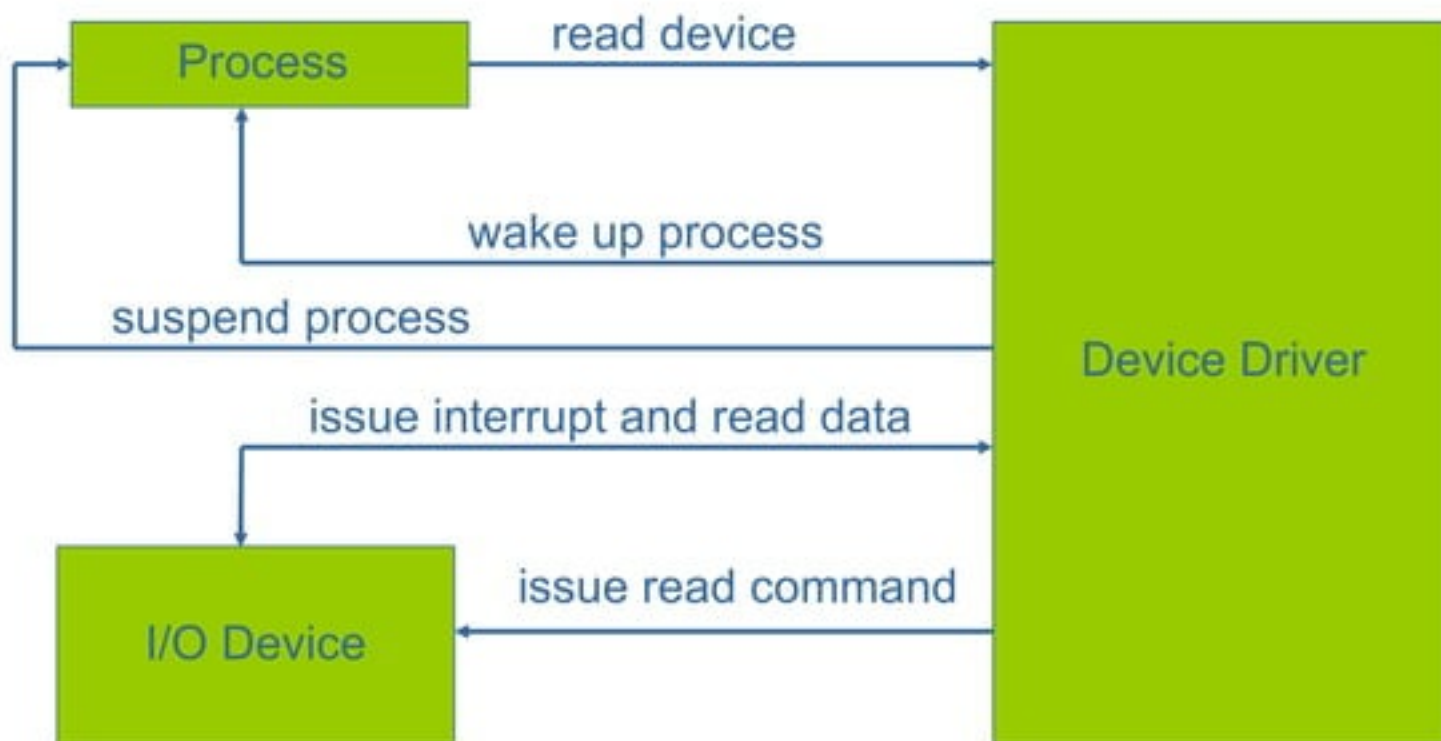 Process
read device
wake up process
suspend process
Device Driver
issue interrupt and read data
issue read command
I/O Device